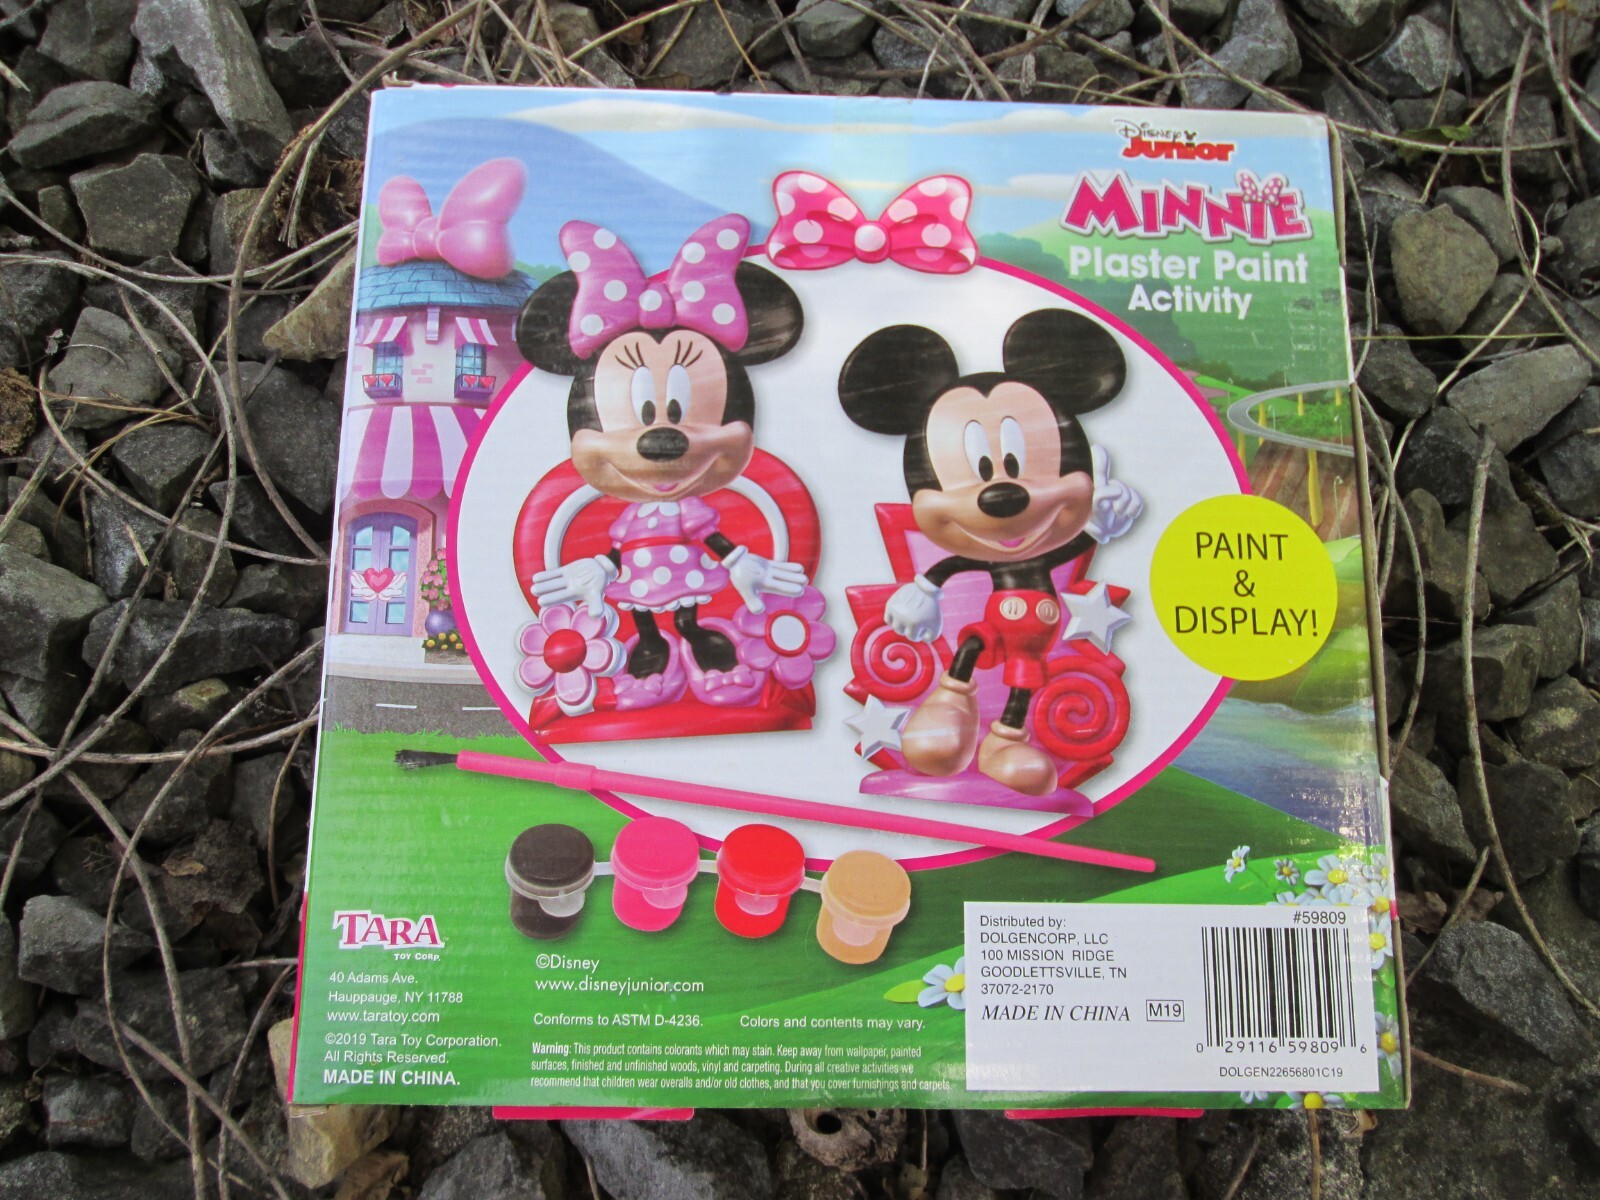 Disney
Junior
MINNIE
Plaster Paint
Activity
PAINT
&
DISPLAY!
TARA
TOY CORP.
40 Adams Ave.
Hauppauge, NY 11788
www.taratoy.com
©2019 Tara Toy Corporation.
All Rights Reserved.
MADE IN CHINA.
©Disney
www.disneyjunior.com
Conforms to ASTM D-4236.
Colors and contents may vary.
Warning: This product contains colorants which may stain. Keep away from wallpaper, painted
surfaces, finished and unfinished woods, vinyl and carpeting. During all creative activities we
recommend that children wear overalls and/or old clothes, and that you cover furnishings and carpets.
Distributed by:
DOLGENCORP, LLC
100 MISSION RIDGE
GOODLETTSVILLE, TN
37072-2170
MADE IN CHINA M19
#59809
0 29116 59809 6
DOLGEN22656801C19